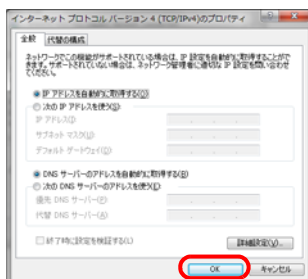 インターネット プロトコル バージョン 4 (TCP/IPv4)のプロパティ
全般 代替の構成
ネットワークでこの機能がサポートされている場合は、IP 設定を自動的に取得することがで
きます。サポートされていない場合は、ネットワーク管理者に適切な IP 設定を問い合わせ
てください。
IP アドレスを自動的に取得する(O)
次の IP アドレスを使う(S):
IP アドレス(I):
サブネット マスク(U):
デフォルト ゲートウェイ(D):
DNS サーバーのアドレスを自動的に取得する(B)
次の DNS サーバーのアドレスを使う(E):
優先 DNS サーバー(P):
代替 DNS サーバー(A):
終了時に設定を検証する(L)
詳細設定(V)...
OK キャンセル